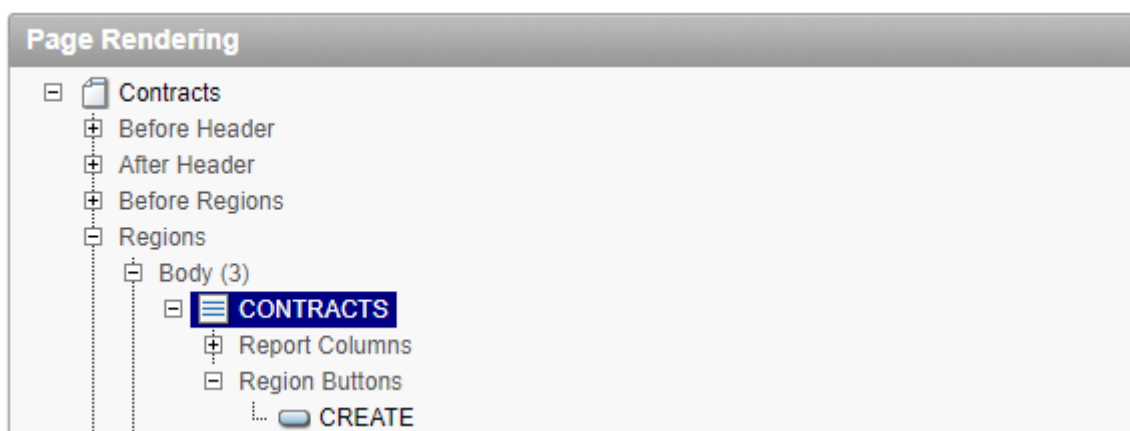 Page Rendering
Contracts
Before Header
After Header
Before Regions
Regions
Body (3)
CONTRACTS
Report Columns
Region Buttons
CREATE